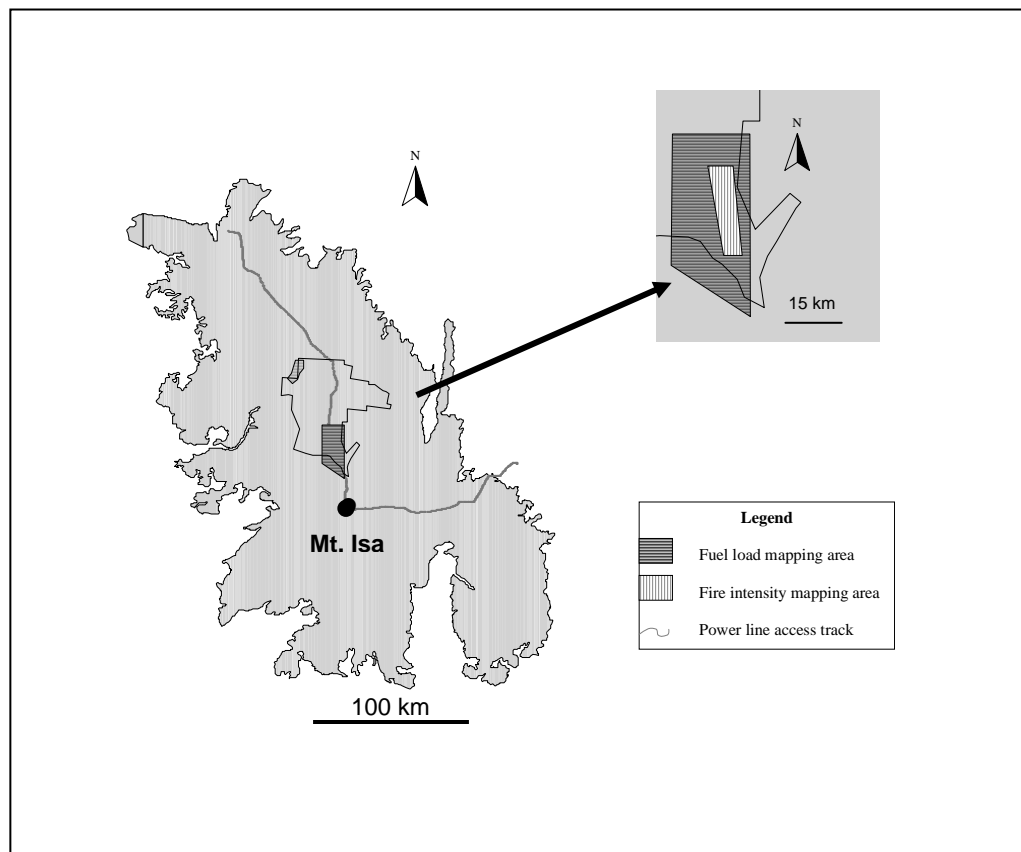 N
N
15 km
Mt. Isa
Legend
Fuel load mapping area
Fire intensity mapping area
Power line access track
100 km